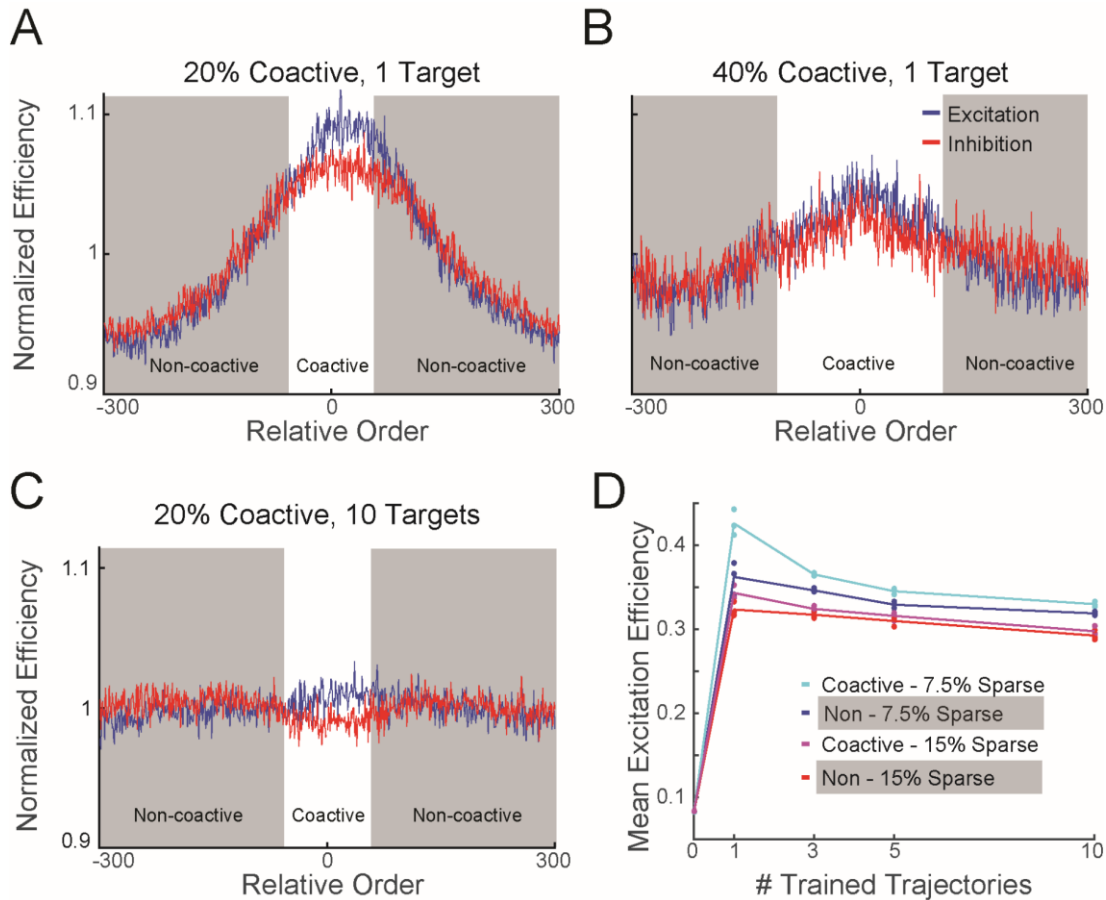 A
20% Coactive, 1 Target
Normalized Efficiency
1.1
1
0.9
Non-coactive
Coactive
Non-coactive
-300
0
300
Relative Order
B
40% Coactive, 1 Target
Excitation
Inhibition
Non-coactive
Coactive
Non-coactive
-300
0
300
Relative Order
C
20% Coactive, 10 Targets
Normalized Efficiency
1.1
1
0.9
Non-coactive
Coactive
Non-coactive
-300
0
300
Relative Order
D
Mean Excitation Efficiency
0.4
0.3
0.2
0.1
Coactive - 7.5% Sparse
Non - 7.5% Sparse
Coactive - 15% Sparse
Non - 15% Sparse
0
1
3
5
10
# Trained Trajectories